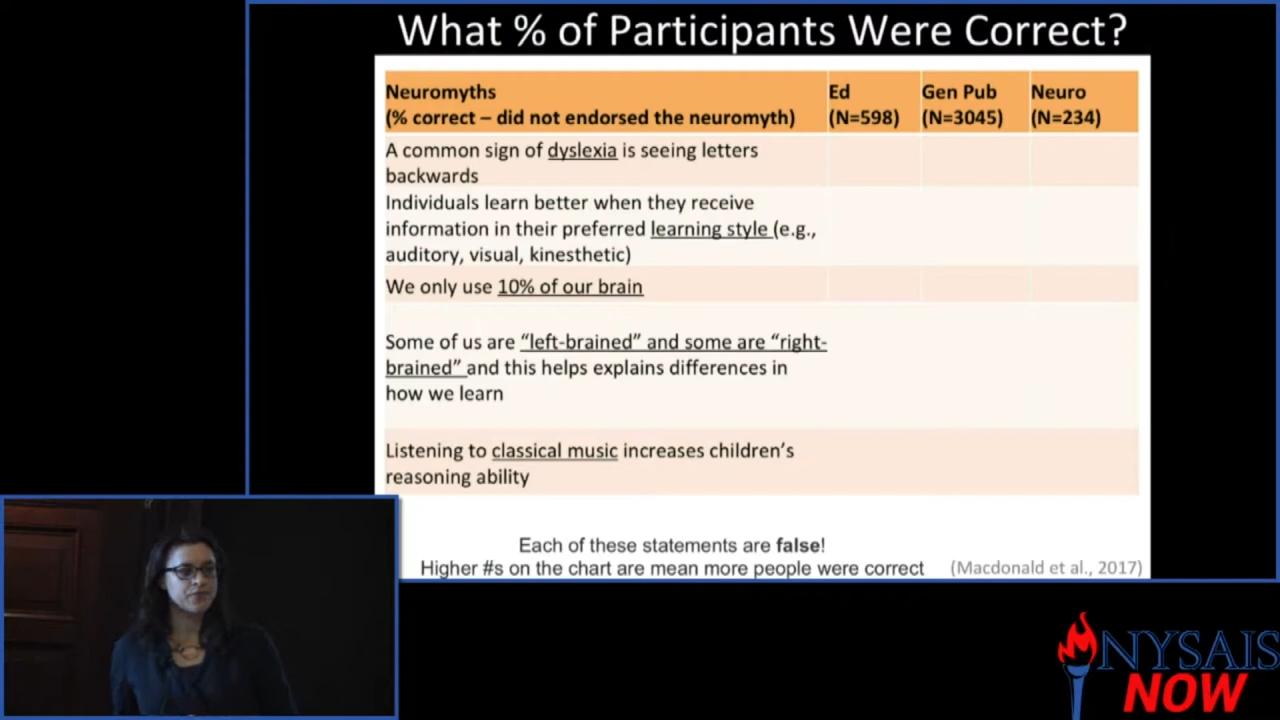 What % of Participants Were Correct?
Neuromyths
(% correct – did not endorsed the neuromyth)
Ed
(N=598)
Gen Pub
(N=3045)
Neuro
(N=234)
A common sign of dyslexia is seeing letters
backwards
Individuals learn better when they receive
information in their preferred learning style (e.g.,
auditory, visual, kinesthetic)
We only use 10% of our brain
Some of us are “left-brained” and some are “right-
brained” and this helps explains differences in
how we learn
Listening to classical music increases children’s
reasoning ability
Each of these statements are false!
Higher #s on the chart are mean more people were correct
(Macdonald et al., 2017)
NYSAIS
NOW